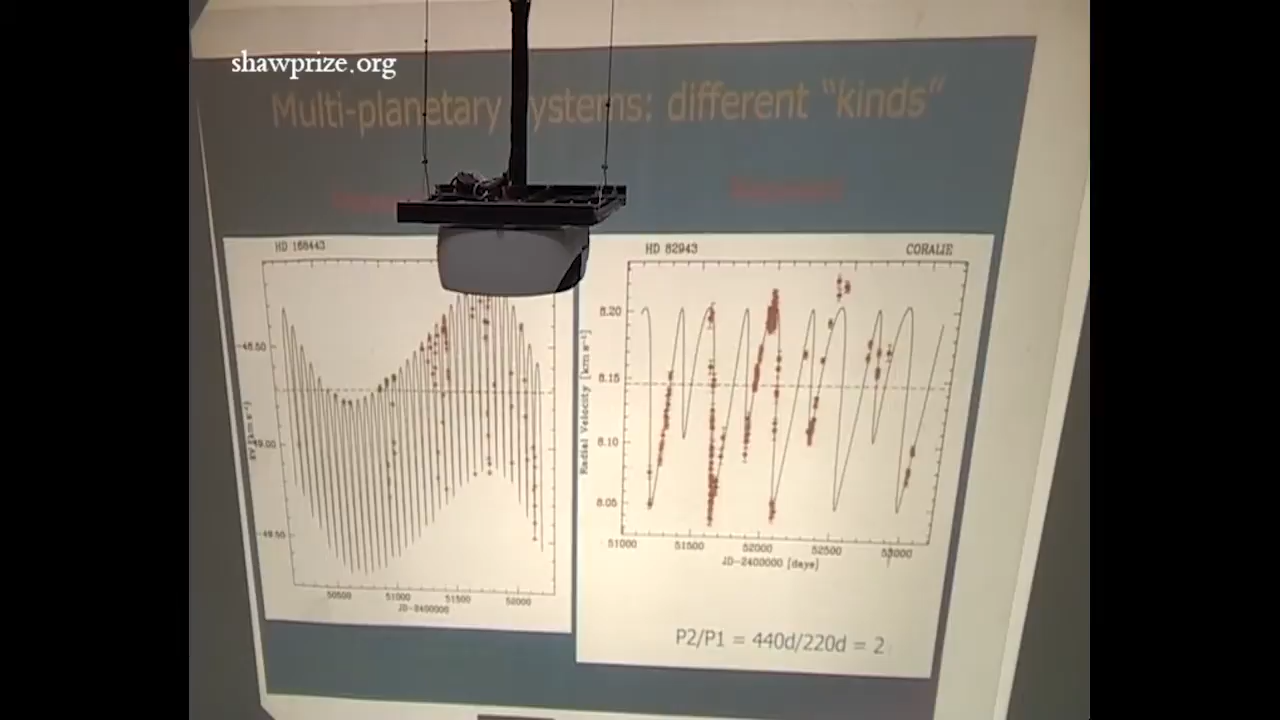 shawprize.org
Multi-planetary systems: different “kinds”
HD 168443
HD 82943 CORALIE
-48.50
-49.00
-49.50
50500 51000 51500 52000
JD-2400000
Radial Velocity [km s⁻¹]
8.20
8.15
8.10
8.05
51000 51500 52000 52500 53000
JD-2400000 [days]
P2/P1 = 440d/220d = 2